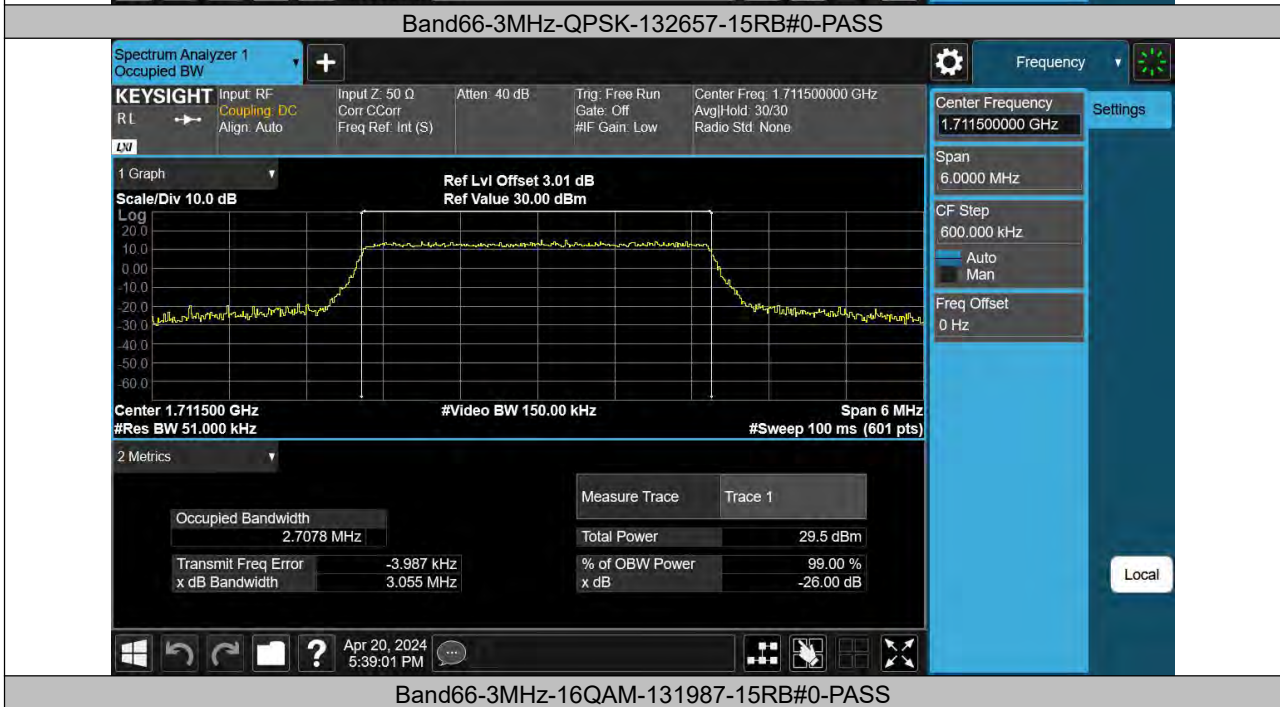 Band66-3MHz-QPSK-132657-15RB#0-PASS
Spectrum Analyzer 1
Occupied BW
+
Frequency
KEYSIGHT
RL
LXI
Input: RF
Coupling: DC
Align: Auto
Input Z: 50 Ω
Corr CCorr
Freq Ref: Int (S)
Atten: 40 dB
Trig: Free Run
Gate: Off
#IF Gain: Low
Center Freq: 1.711500000 GHz
Avg|Hold: 30/30
Radio Std: None
Center Frequency
1.711500000 GHz
Settings
Span
6.0000 MHz
CF Step
600.000 kHz
Auto
Man
Freq Offset
0 Hz
1 Graph
Scale/Div 10.0 dB
Ref Lvl Offset 3.01 dB
Ref Value 30.00 dBm
Log
20.0
10.0
0.00
-10.0
-20.0
-30.0
-40.0
-50.0
-60.0
Center 1.711500 GHz
#Video BW 150.00 kHz
Span 6 MHz
#Res BW 51.000 kHz
#Sweep 100 ms (601 pts)
2 Metrics
Measure Trace Trace 1
Occupied Bandwidth
2.7078 MHz
Total Power 29.5 dBm
Transmit Freq Error -3.987 kHz
% of OBW Power 99.00 %
x dB Bandwidth 3.055 MHz
x dB -26.00 dB
Local
?
Apr 20, 2024
5:39:01 PM
Band66-3MHz-16QAM-131987-15RB#0-PASS